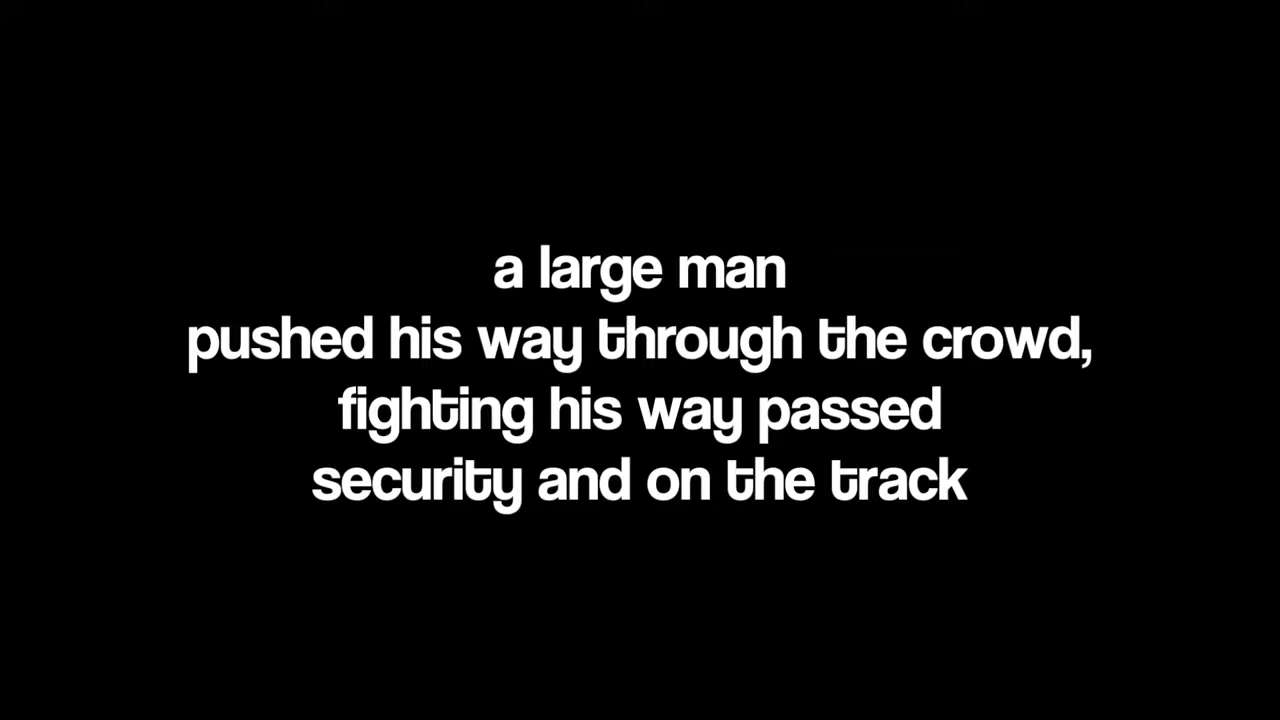 a large man
pushed his way through the crowd,
fighting his way passed
security and on the track